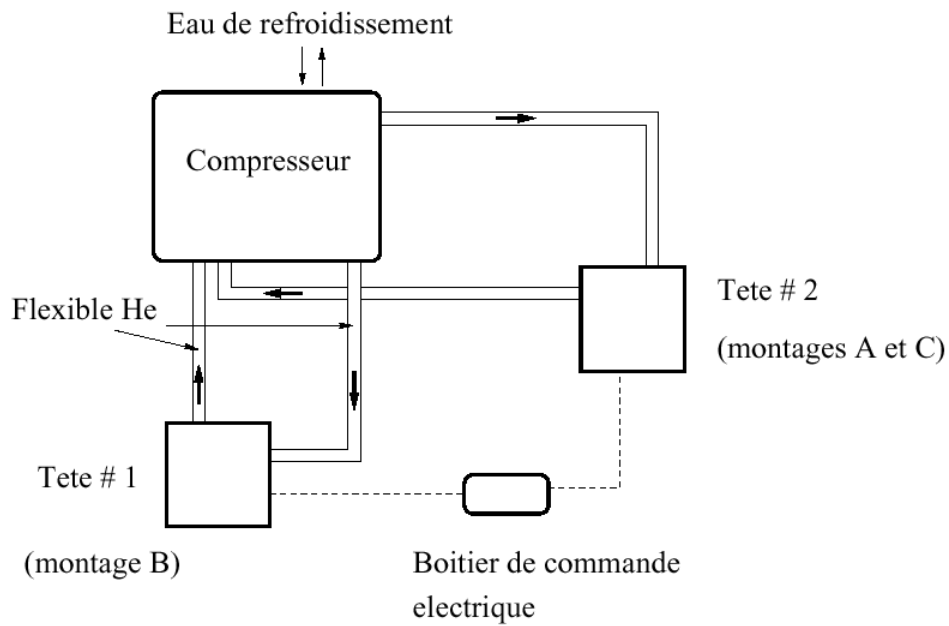 Eau de refroidissement
Compresseur
Flexible He
Tete # 2
(montages A et C)
Tete # 1
(montage B)
Boitier de commande
electrique